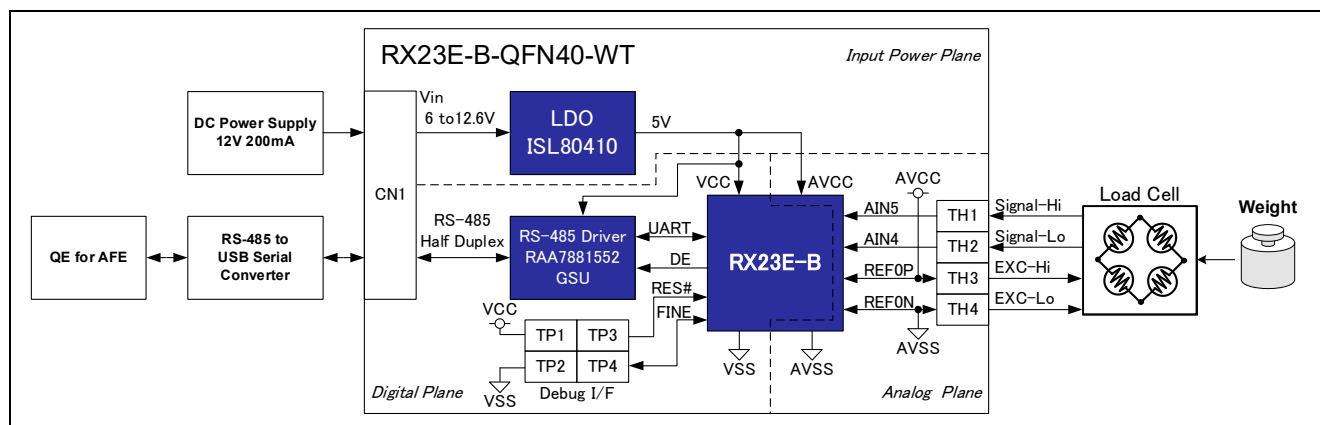 RX23E-B-QFN40-WT
Input Power Plane
DC Power Supply
12V 200mA
Vin
6 to12.6V
LDO
ISL80410
5V
CN1
VCC
AVCC
AVCC
Load Cell
Weight
QE for AFE
RS-485 to
USB Serial
Converter
RS-485
Half Duplex
RS-485 Driver
RAA7881552
GSU
UART
DE
RES#
FINE
RX23E-B
AIN5
AIN4
REF0P
REF0N
TH1
TH2
TH3
TH4
Signal-Hi
Signal-Lo
EXC-Hi
EXC-Lo
VCC
TP1
TP3
TP2
TP4
VSS
Debug I/F
VSS
AVSS
AVSS
Digital Plane
Analog Plane